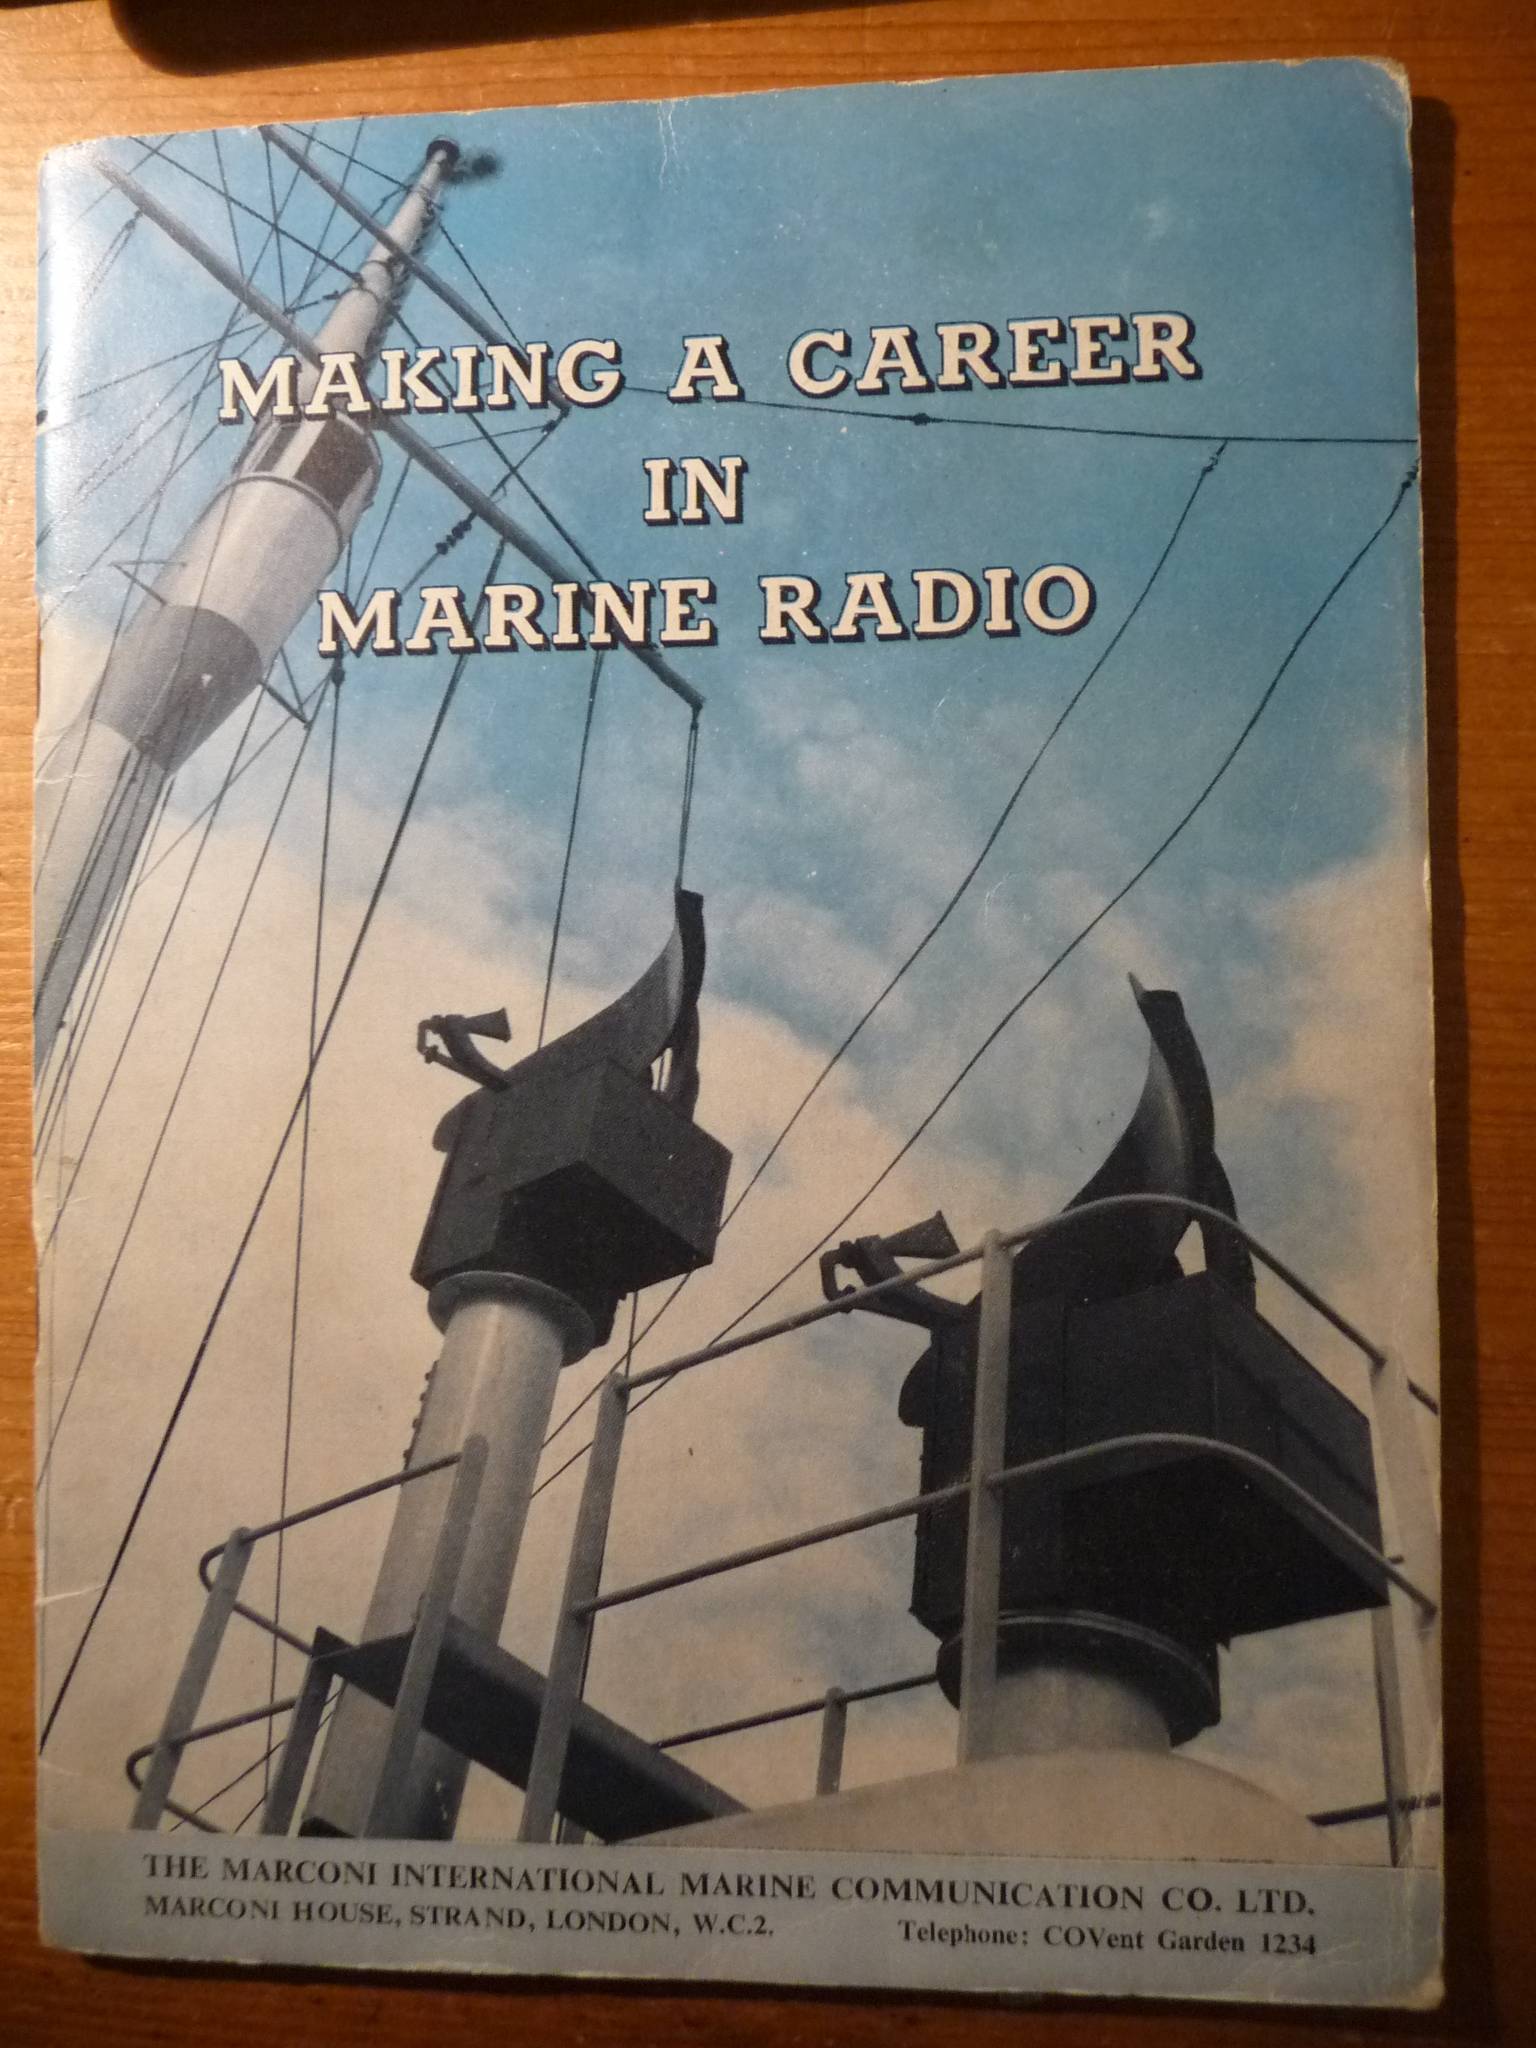 MAKING A CAREER
IN
MARINE RADIO
THE MARCONI INTERNATIONAL MARINE COMMUNICATION CO. LTD.
MARCONI HOUSE, STRAND, LONDON, W.C.2. Telephone: COVent Garden 1234